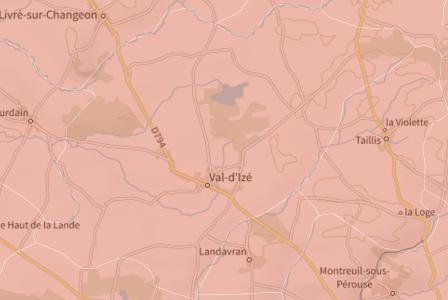 Livré-sur-Changeon
urdain
la Violette
Taillis
D794
Val-d'Izé
la Loge
e Haut de la Lande
Landavran
Montreuil-sous-
Pérouse